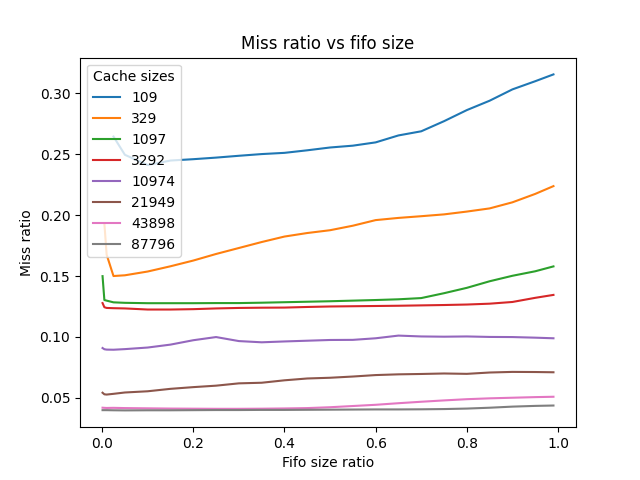 Miss ratio vs fifo size
Cache sizes
109
329
1097
3292
10974
21949
43898
87796
0.30
0.25
0.20
0.15
0.10
0.05
Miss ratio
0.0 0.2 0.4 0.6 0.8 1.0
Fifo size ratio